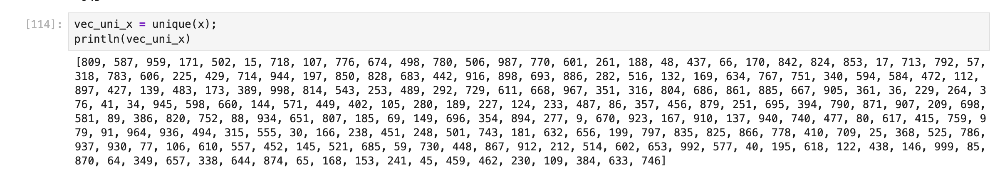 [114]: vec_uni_x = unique(x);
println(vec_uni_x)
[809, 587, 959, 171, 502, 15, 718, 107, 776, 674, 498, 780, 506, 987, 770, 601, 261, 188, 48, 437, 66, 170, 842, 824, 853, 17, 713, 792, 57,
318, 783, 606, 225, 429, 714, 944, 197, 850, 828, 683, 442, 916, 898, 693, 886, 282, 516, 132, 169, 634, 767, 751, 340, 594, 584, 472, 112,
897, 427, 139, 483, 173, 389, 998, 814, 543, 253, 489, 292, 729, 611, 668, 967, 351, 316, 804, 686, 861, 885, 667, 905, 361, 36, 229, 264, 3
76, 41, 34, 945, 598, 660, 144, 571, 449, 402, 105, 280, 189, 227, 124, 233, 487, 86, 357, 456, 879, 251, 695, 394, 790, 871, 907, 209, 698,
581, 89, 386, 820, 752, 88, 934, 651, 807, 185, 69, 149, 696, 354, 894, 277, 9, 670, 923, 167, 910, 137, 940, 740, 477, 80, 617, 415, 759, 9
79, 91, 964, 936, 494, 315, 555, 30, 166, 238, 451, 248, 501, 743, 181, 632, 656, 199, 797, 835, 825, 866, 778, 410, 709, 25, 368, 525, 786,
937, 930, 77, 106, 610, 557, 452, 145, 521, 685, 59, 730, 448, 867, 912, 212, 514, 602, 653, 992, 577, 40, 195, 618, 122, 438, 146, 999, 85,
870, 64, 349, 657, 338, 644, 874, 65, 168, 153, 241, 45, 459, 462, 230, 109, 384, 633, 746]